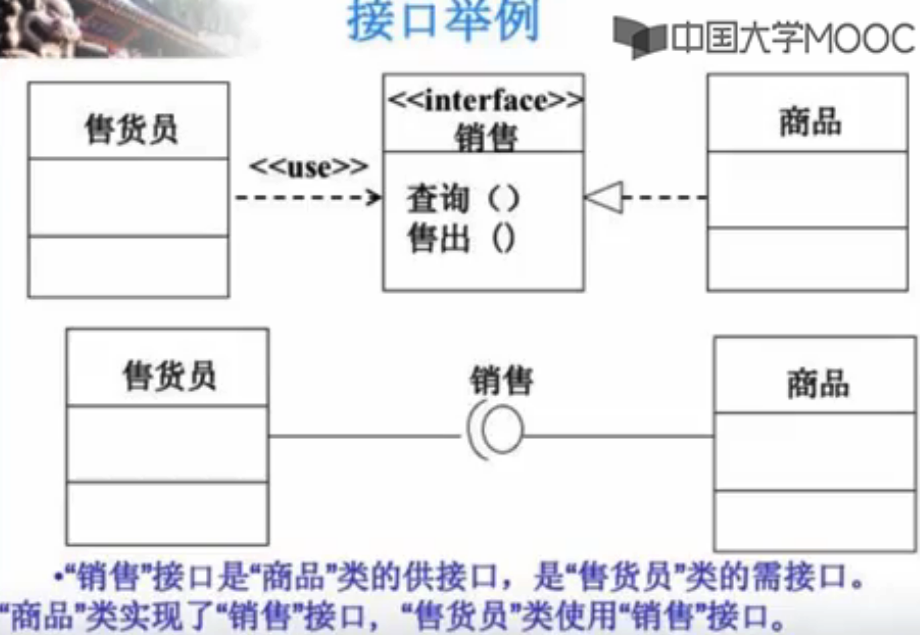 接口举例
中国大学MOOC
售货员
<<use>>
<<interface>>
销售
查询（）
售出（）
商品
售货员
销售
商品
•“销售”接口是“商品”类的供接口，是“售货员”类的需接口。
“商品”类实现了“销售”接口，“售货员”类使用“销售”接口。